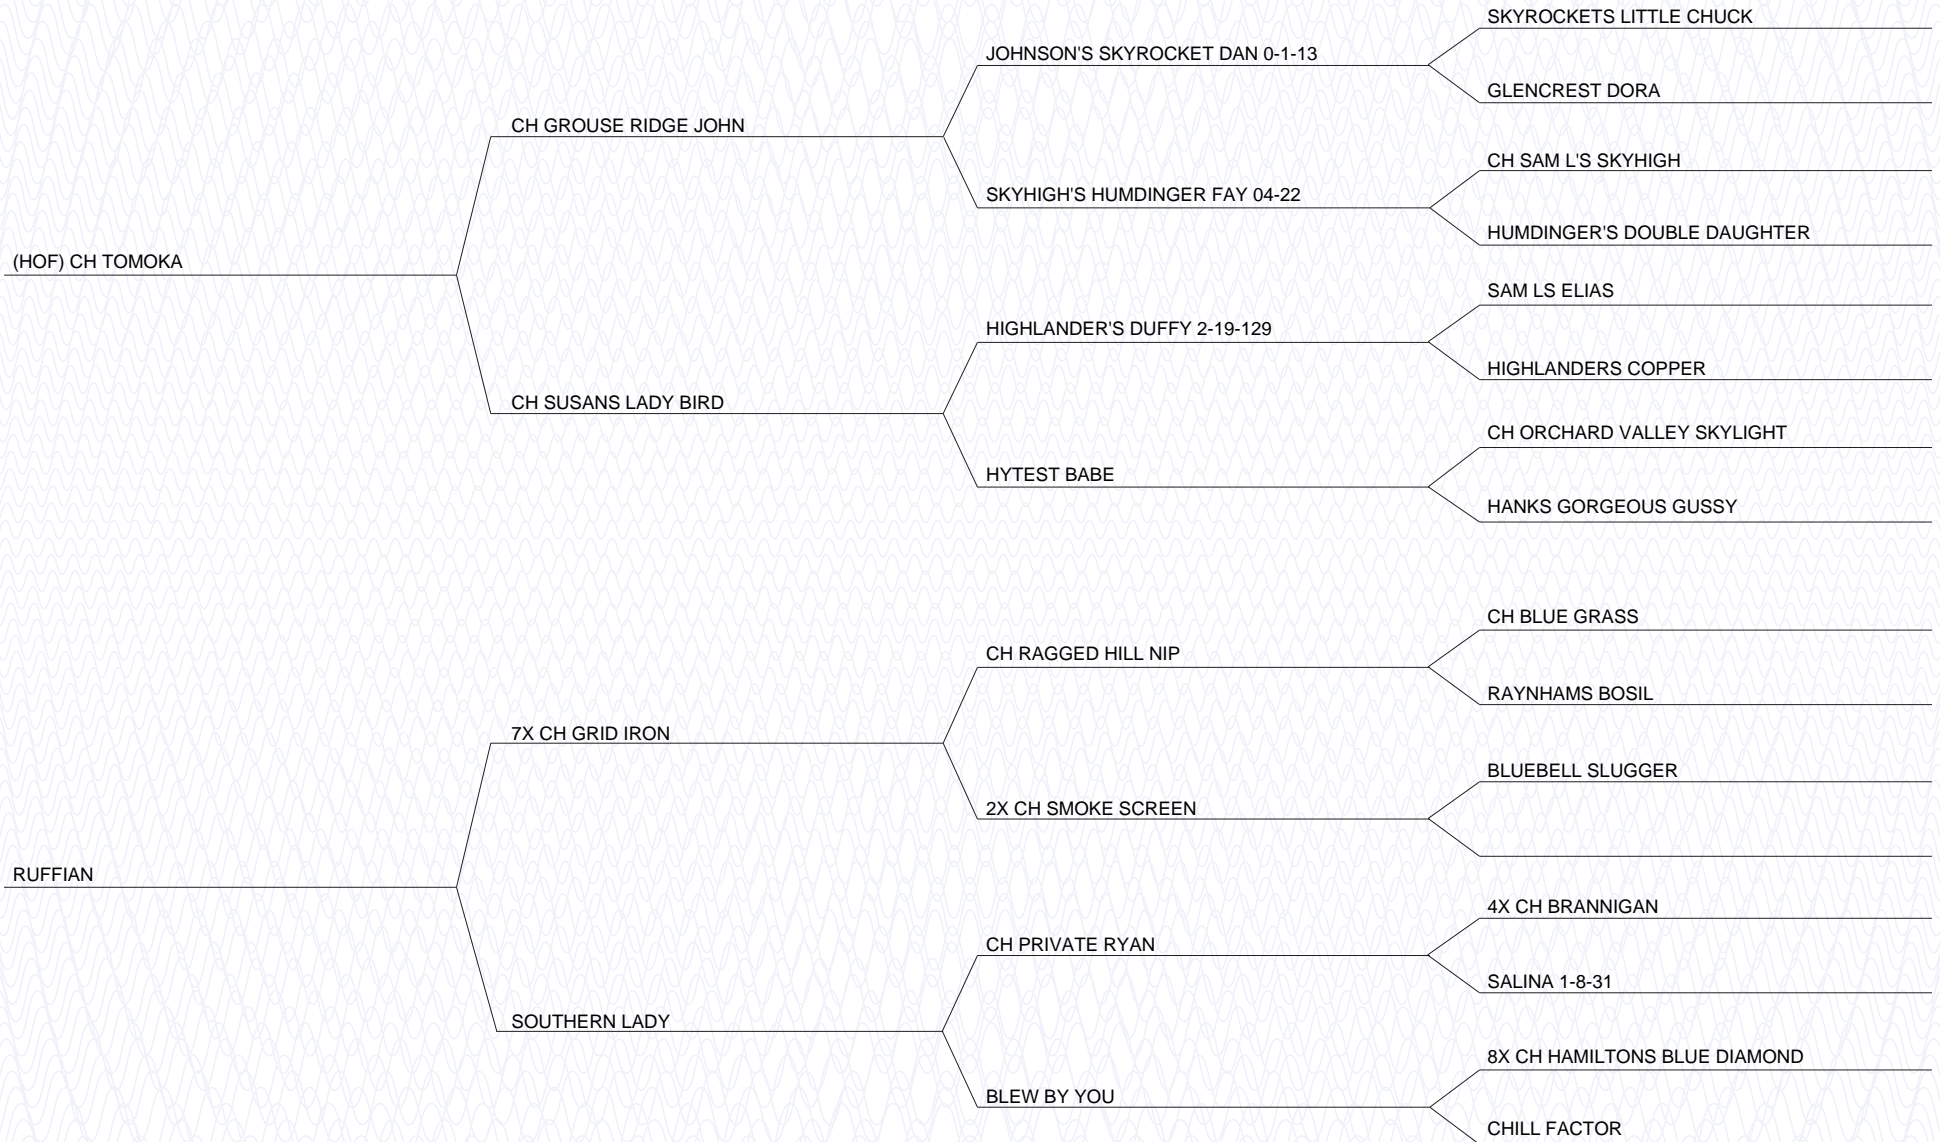 SKYROCKETS LITTLE CHUCK
JOHNSON'S SKYROCKET DAN 0-1-13
GLENCREST DORA
CH GROUSE RIDGE JOHN
CH SAM L'S SKYHIGH
SKYHIGH'S HUMDINGER FAY 04-22
HUMDINGER'S DOUBLE DAUGHTER
(HOF) CH TOMOKA
SAM LS ELIAS
HIGHLANDER'S DUFFY 2-19-129
HIGHLANDERS COPPER
CH SUSANS LADY BIRD
CH ORCHARD VALLEY SKYLIGHT
HYTEST BABE
HANKS GORGEOUS GUSSY
CH BLUE GRASS
CH RAGGED HILL NIP
RAYNHAMS BOSIL
7X CH GRID IRON
BLUEBELL SLUGGER
2X CH SMOKE SCREEN
RUFFIAN
4X CH BRANNIGAN
CH PRIVATE RYAN
SALINA 1-8-31
SOUTHERN LADY
8X CH HAMILTONS BLUE DIAMOND
BLEW BY YOU
CHILL FACTOR